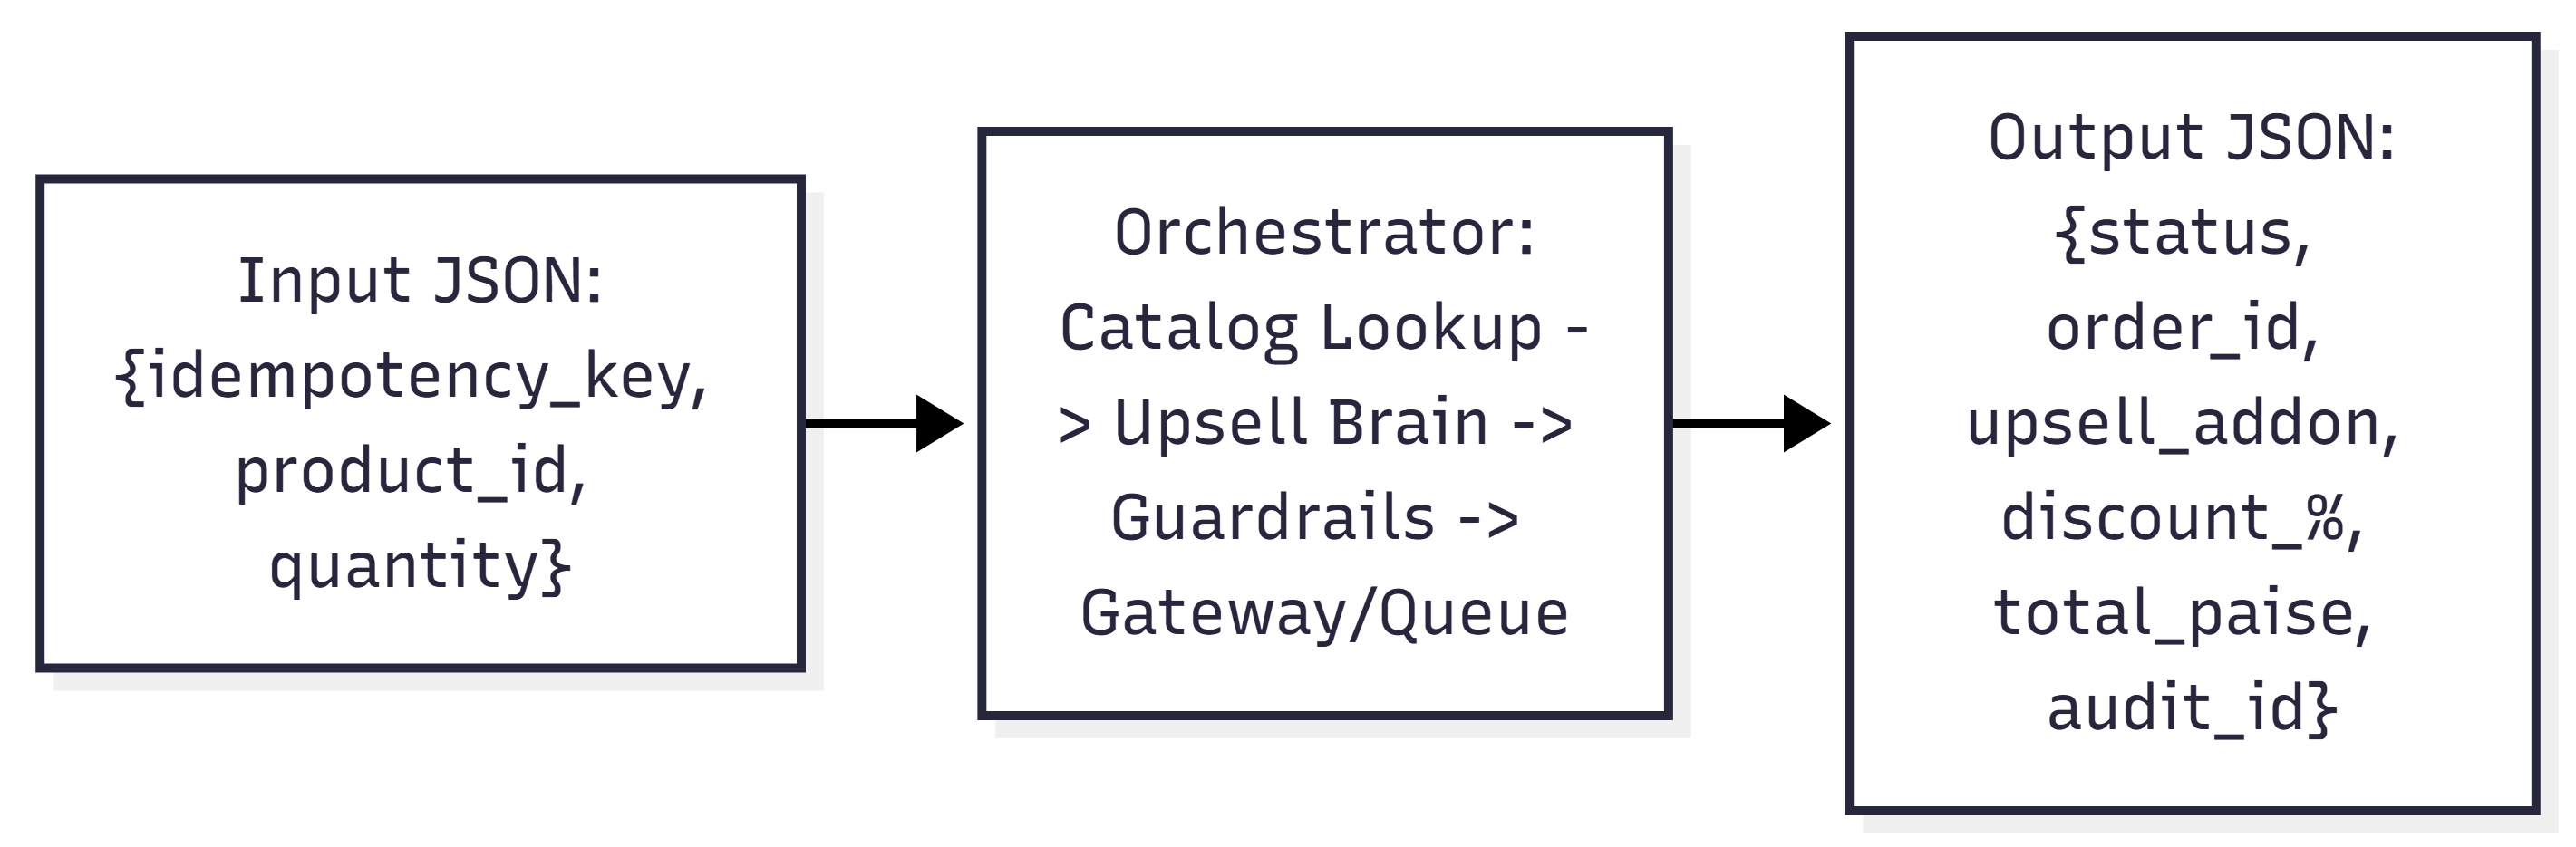 Input JSON:
{idempotency_key,
product_id,
quantity}
Orchestrator:
Catalog Lookup -
> Upsell Brain ->
Guardrails ->
Gateway/Queue
Output JSON:
{status,
order_id,
upsell_addon,
discount_%,
total_paise,
audit_id}